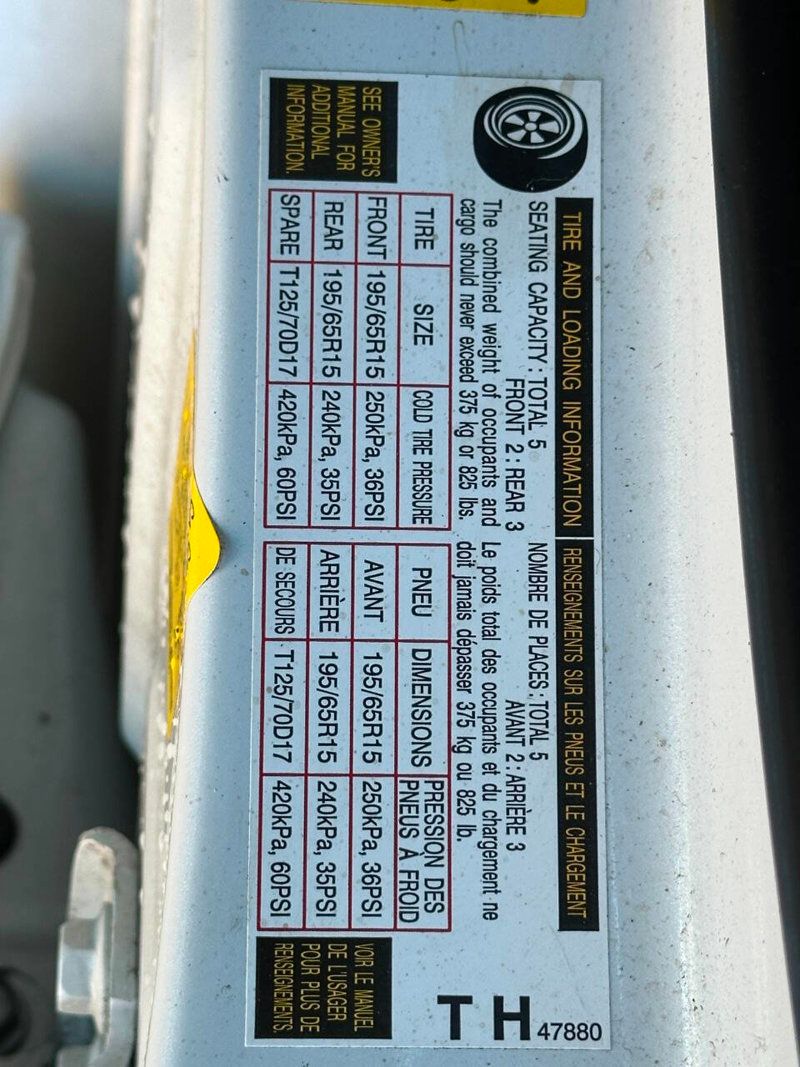 TIRE AND LOADING INFORMATION
RENSEIGNEMENTS SUR LES PNEUS ET LE CHARGEMENT
SEATING CAPACITY : TOTAL 5
FRONT 2 : REAR 3
NOMBRE DE PLACES : TOTAL 5
AVANT 2 : ARRIÈRE 3
The combined weight of occupants and
cargo should never exceed 375 kg or 825 lbs.
Le poids total des occupants et du chargement ne
doit jamais dépasser 375 kg ou 825 lb.
TIRE SIZE COLD TIRE PRESSURE
FRONT 195/65R15 250kPa, 36PSI
REAR 195/65R15 240kPa, 35PSI
SPARE T125/70D17 420kPa, 60PSI
PNEU DIMENSIONS PRESSION DES
PNEUS À FROID
AVANT 195/65R15 250kPa, 36PSI
ARRIÈRE 195/65R15 240kPa, 35PSI
DE SECOURS T125/70D17 420kPa, 60PSI
SEE OWNER'S
MANUAL FOR
ADDITIONAL
INFORMATION.
VOIR LE MANUEL
DE L'USAGER
POUR PLUS DE
RENSEIGNEMENTS.
T H
47880